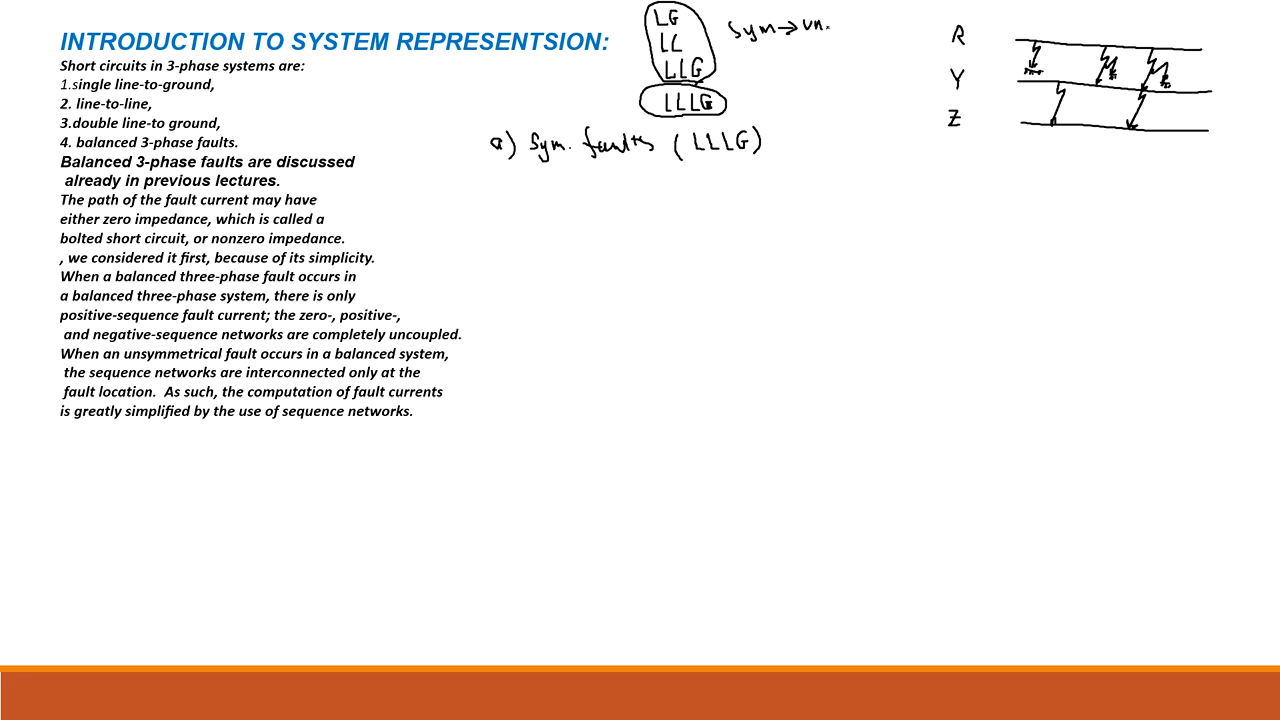 INTRODUCTION TO SYSTEM REPRESENTSION:
Short circuits in 3-phase systems are:
1.single line-to-ground,
2. line-to-line,
3.double line-to ground,
4. balanced 3-phase faults.
Balanced 3-phase faults are discussed
already in previous lectures.
The path of the fault current may have
either zero impedance, which is called a
bolted short circuit, or nonzero impedance.
, we considered it first, because of its simplicity.
When a balanced three-phase fault occurs in
a balanced three-phase system, there is only
positive-sequence fault current; the zero-, positive-,
and negative-sequence networks are completely uncoupled.
When an unsymmetrical fault occurs in a balanced system,
the sequence networks are interconnected only at the
fault location. As such, the computation of fault currents
is greatly simplified by the use of sequence networks.
LG
LL
LLG
LLLG
Sym → un.
a) Sym. faults (LLLG)
R
Y
Z